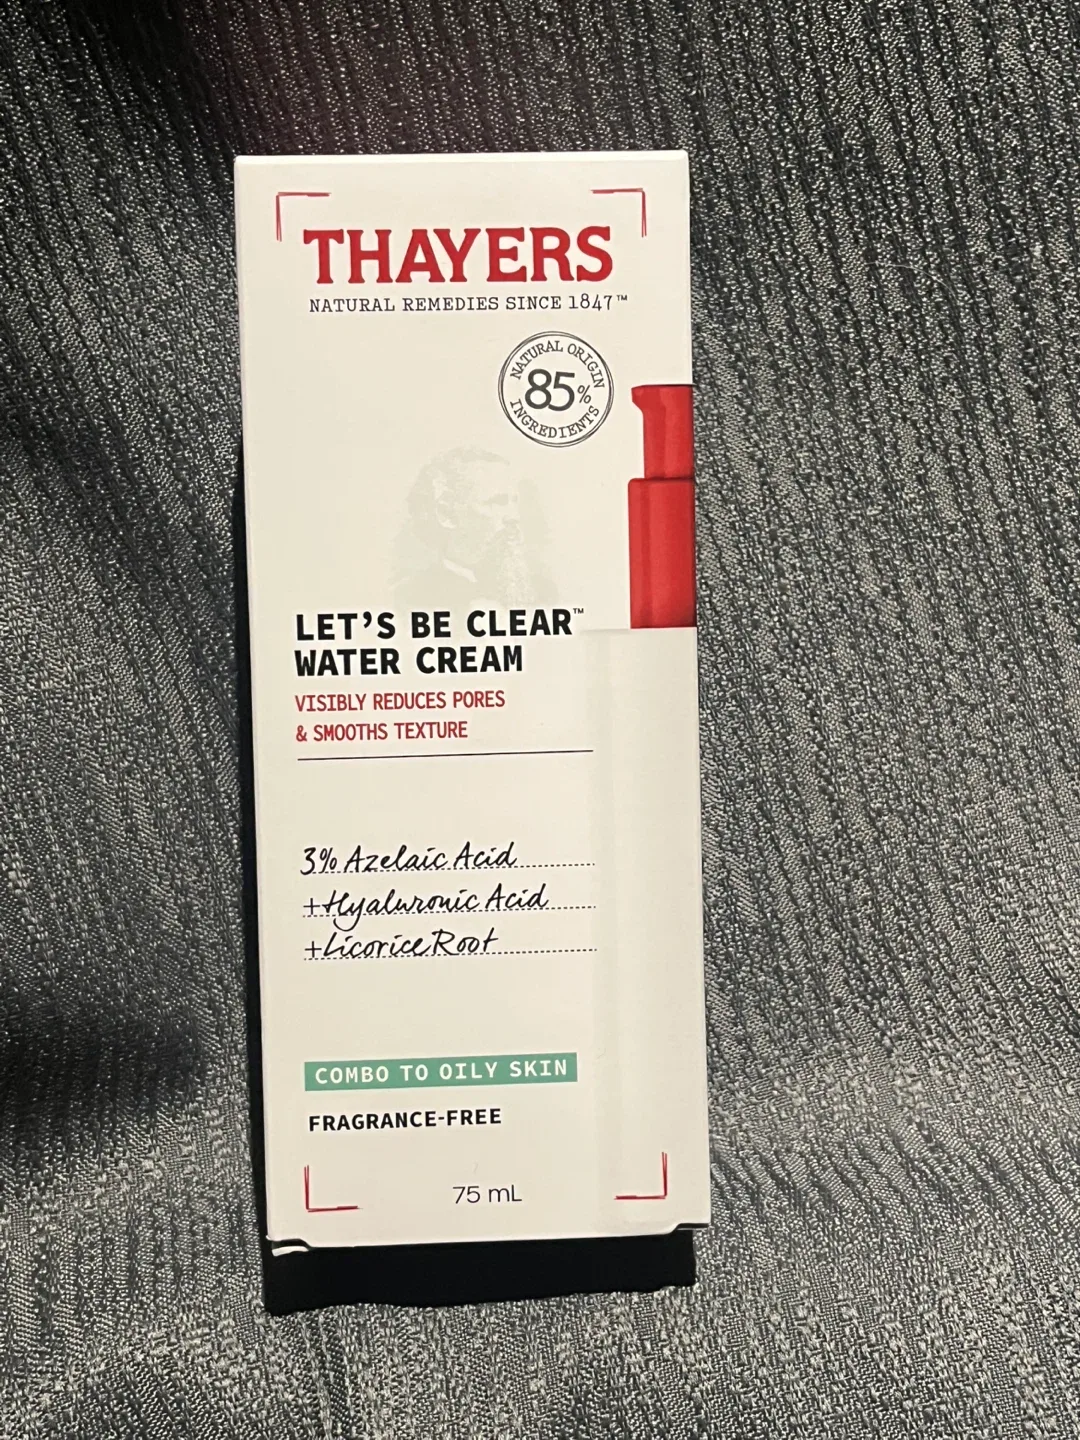 THAYERS
NATURAL REMEDIES SINCE 1847™
NATURAL ORIGIN
85%
INGREDIENTS
LET'S BE CLEAR™
WATER CREAM
VISIBLY REDUCES PORES
& SMOOTHS TEXTURE
3% Azelaic Acid
+Hyaluronic Acid
+Licorice Root
COMBO TO OILY SKIN
FRAGRANCE-FREE
75 mL